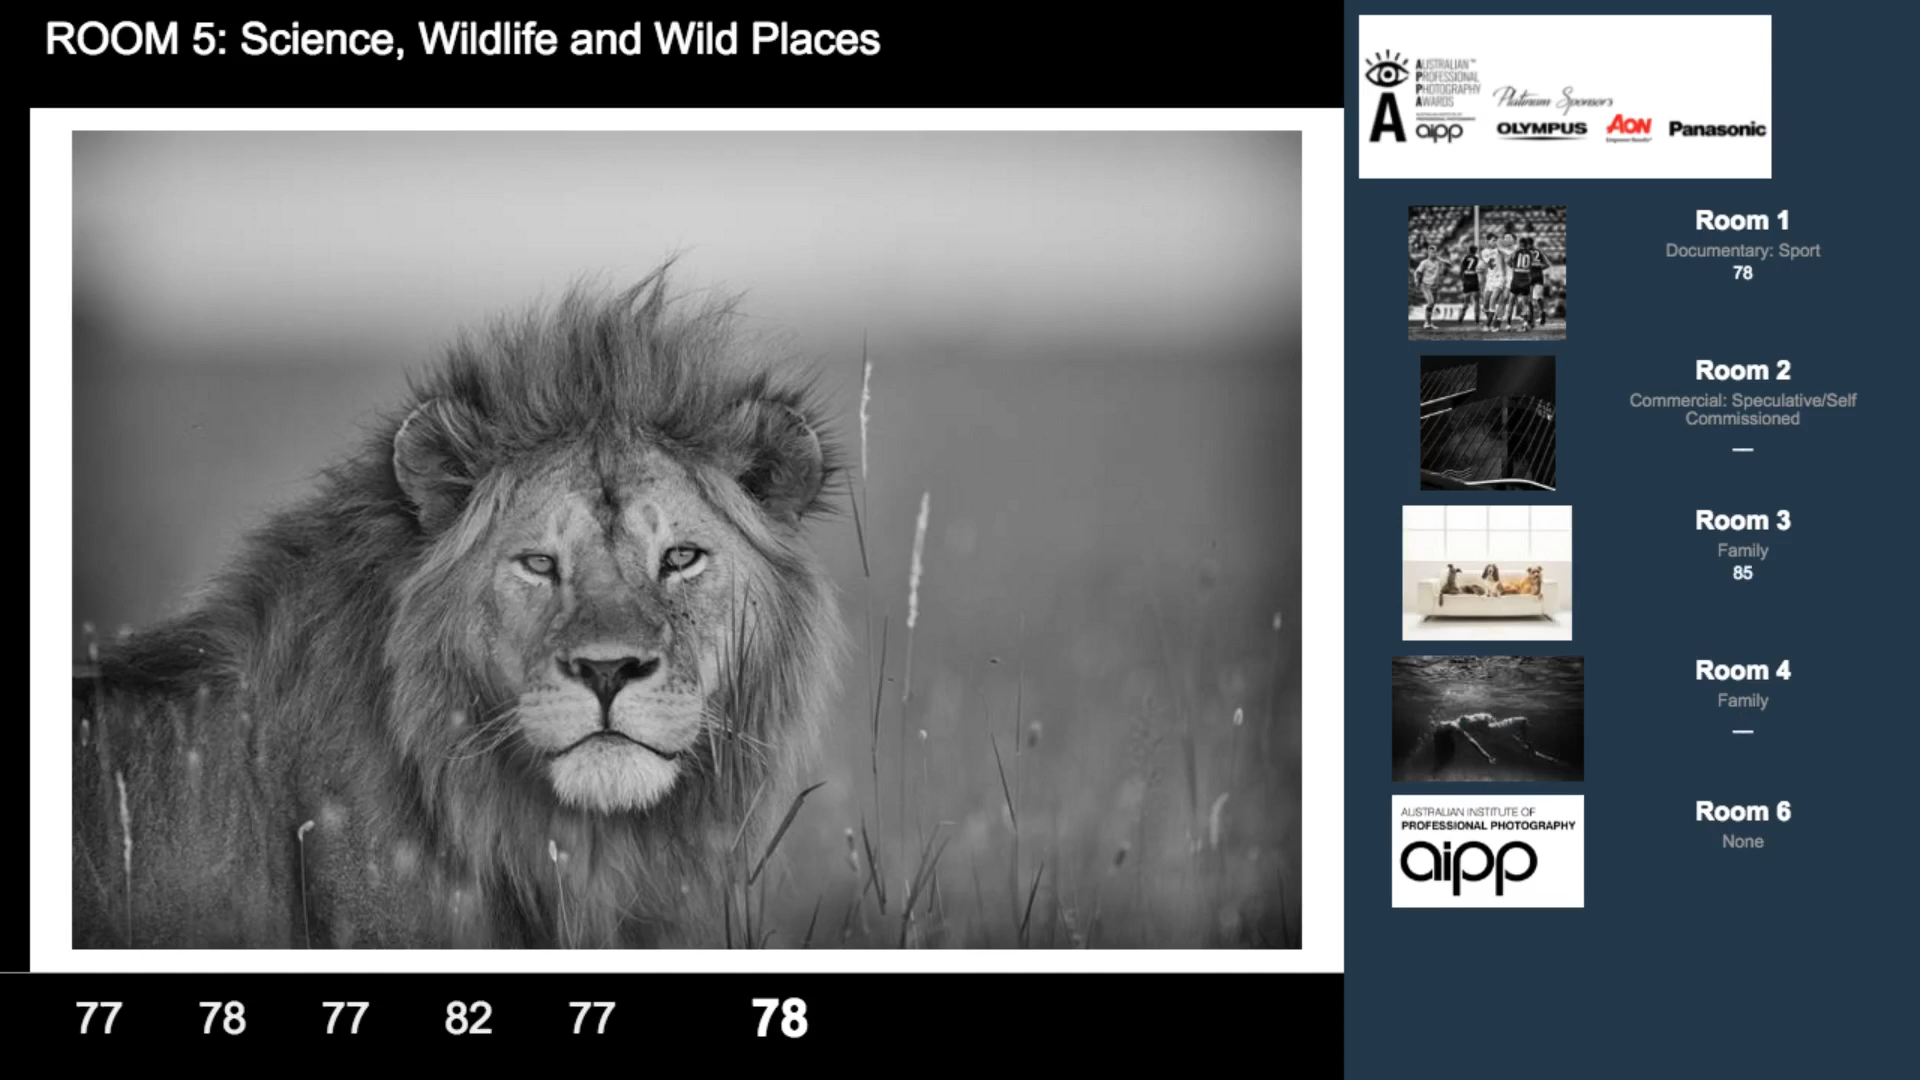 ROOM 5: Science, Wildlife and Wild Places
77 78 77 82 77 78
AUSTRALIAN™
PROFESSIONAL
PHOTOGRAPHY
AWARDS
aipp
Platinum Sponsors
OLYMPUS AON Panasonic
Room 1
Documentary: Sport
78
Room 2
Commercial: Speculative/Self
Commissioned
—
Room 3
Family
85
Room 4
Family
—
AUSTRALIAN INSTITUTE OF
PROFESSIONAL PHOTOGRAPHY
aipp
Room 6
None